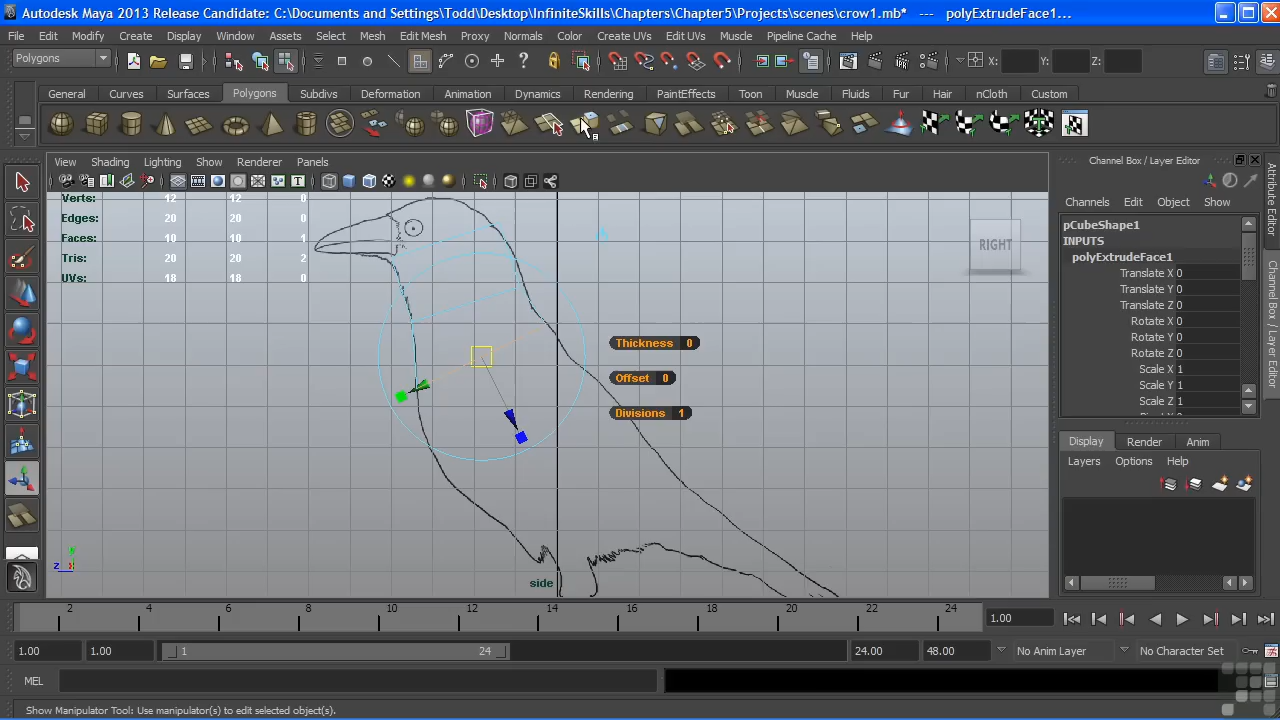 Autodesk Maya 2013 Release Candidate: C:\Documents and Settings\Todd\Desktop\InfiniteSkills\Chapters\Chapter5\Projects\scenes\crow1.mb* --- polyExtrudeFace1...
File Edit Modify Create Display Window Assets Select Mesh Edit Mesh Proxy Normals Color Create UVs Edit UVs Muscle Pipeline Cache Help
Polygons X: Y: Z:
General Curves Surfaces Polygons Subdivs Deformation Animation Dynamics Rendering PaintEffects Toon Muscle Fluids Fur Hair nCloth Custom
View Shading Lighting Show Renderer Panels
Channel Box / Layer Editor
Channels Edit Object Show
Verts: 12 12 0
Edges: 20 20 0
Faces: 10 10 1
Tris: 20 20 2
UVs: 18 18 0
RIGHT
Thickness 0
Offset 0
Divisions 1
side
z x y
pCubeShape1
INPUTS
polyExtrudeFace1
Translate X 0
Translate Y 0
Translate Z 0
Rotate X 0
Rotate Y 0
Rotate Z 0
Scale X 1
Scale Y 1
Scale Z 1
Attribute Editor
Channel Box / Layer Editor
Display Render Anim
Layers Options Help
2 4 6 8 10 12 14 16 18 20 22 24
1.00
1.00 1.00 1 24 24.00 48.00 No Anim Layer No Character Set
MEL
Show Manipulator Tool: Use manipulator(s) to edit selected object(s).